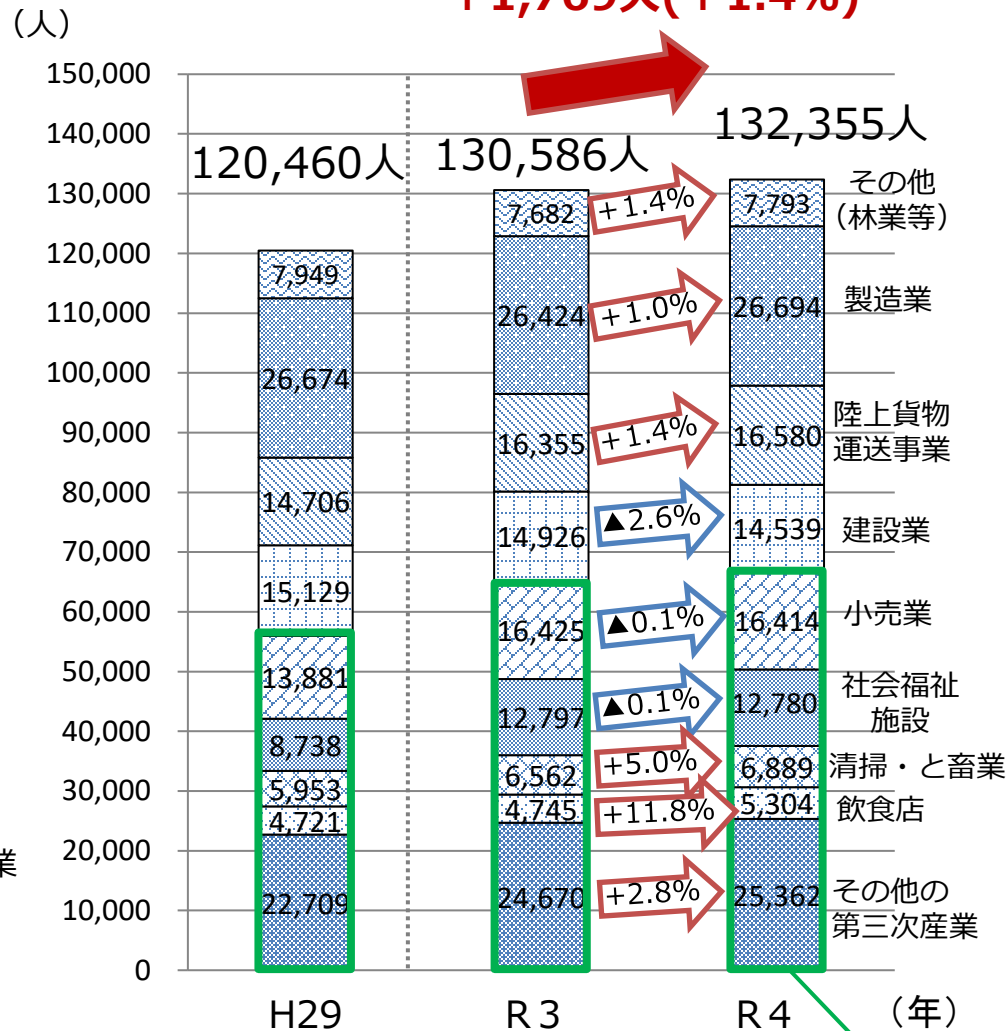 +1,769人(+1.4%)
（人）
150,000
140,000
130,000
120,000
110,000
100,000
90,000
80,000
70,000
60,000
50,000
40,000
30,000
20,000
10,000
0
120,460人
130,586人
132,355人
7,949
26,674
14,706
15,129
13,881
8,738
5,953
4,721
22,709
7,682
26,424
16,355
14,926
16,425
12,797
6,562
4,745
24,670
+1.4%
+1.0%
+1.4%
▲2.6%
▲0.1%
▲0.1%
+5.0%
+11.8%
+2.8%
7,793
26,694
16,580
14,539
16,414
12,780
6,889
5,304
25,362
その他
（林業等）
製造業
陸上貨物
運送事業
建設業
小売業
社会福祉
施設
清掃・と畜業
飲食店
その他の
第三次産業
業
H29
R３
R４
（年）